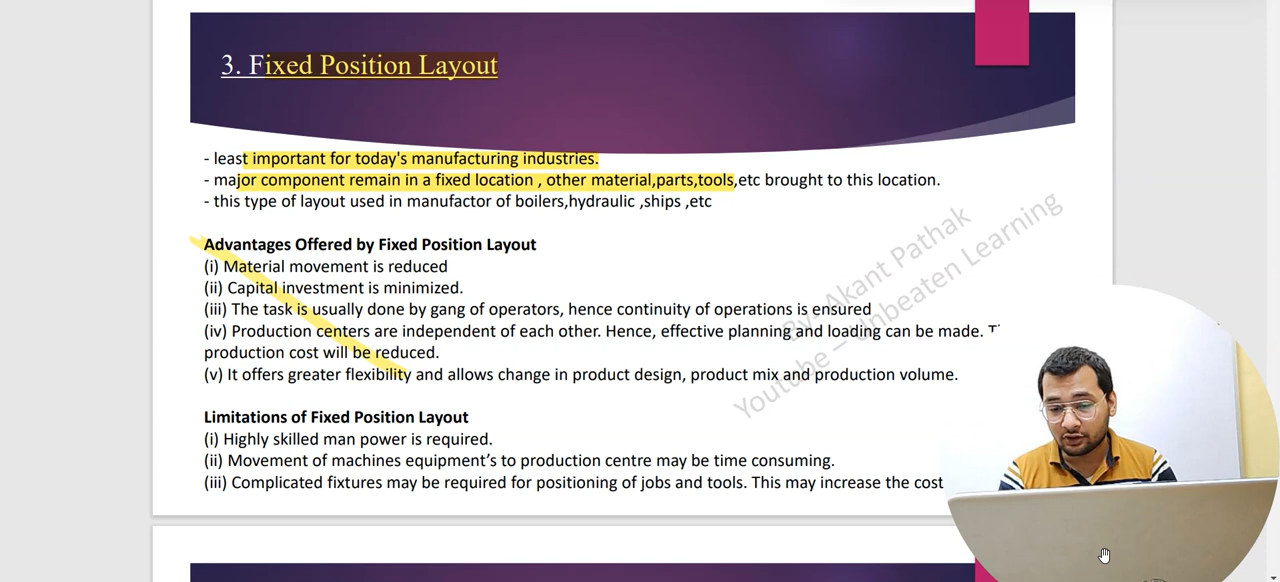 3. Fixed Position Layout
- least important for today's manufacturing industries.
- major component remain in a fixed location , other material,parts,tools,etc brought to this location.
- this type of layout used in manufactor of boilers,hydraulic ,ships ,etc
Advantages Offered by Fixed Position Layout
(i) Material movement is reduced
(ii) Capital investment is minimized.
(iii) The task is usually done by gang of operators, hence continuity of operations is ensured
(iv) Production centers are independent of each other. Hence, effective planning and loading can be made.
production cost will be reduced.
(v) It offers greater flexibility and allows change in product design, product mix and production volume.
Limitations of Fixed Position Layout
(i) Highly skilled man power is required.
(ii) Movement of machines equipment's to production centre may be time consuming.
(iii) Complicated fixtures may be required for positioning of jobs and tools. This may increase the cost
By- Akant Pathak
Youtube – Unbeaten Learning